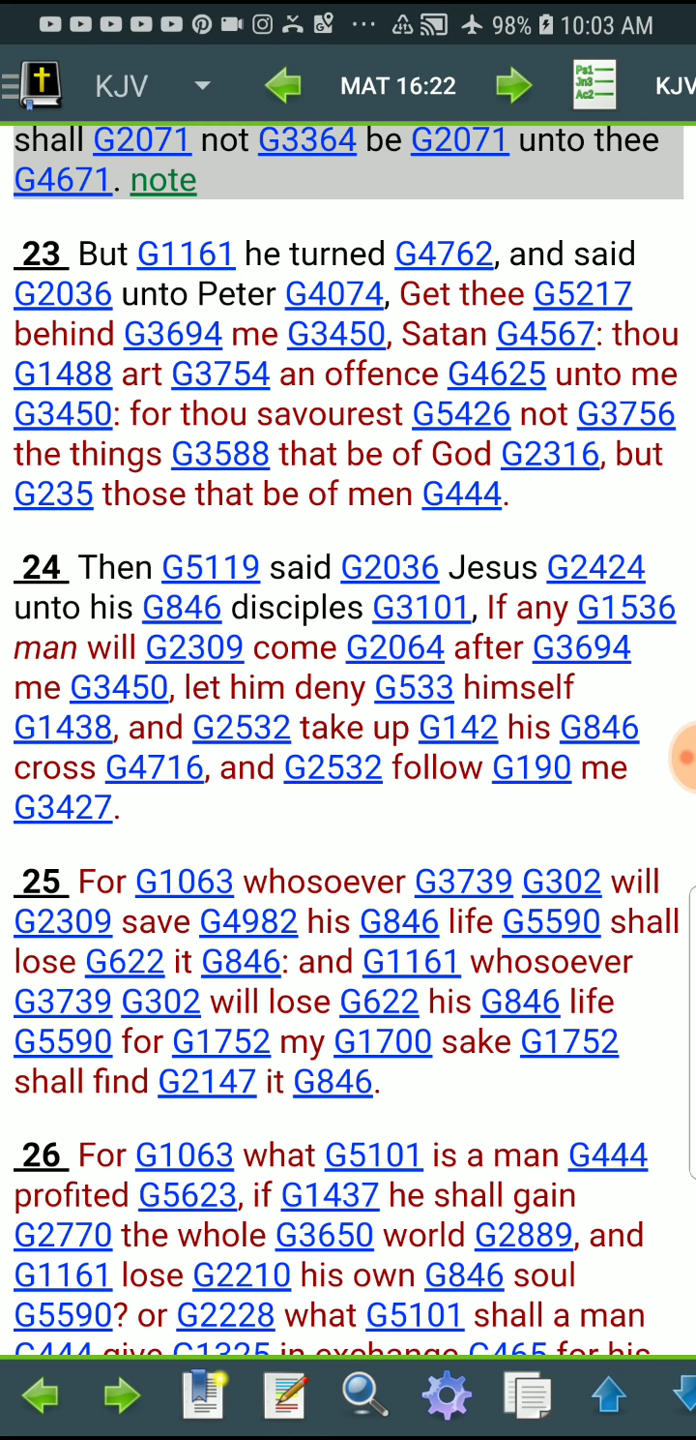 98% 10:03 AM
KJV MAT 16:22 Ps1 Jn3 Ac2 KJV
shall G2071 not G3364 be G2071 unto thee
G4671. note
23 But G1161 he turned G4762, and said
G2036 unto Peter G4074, Get thee G5217
behind G3694 me G3450, Satan G4567: thou
G1488 art G3754 an offence G4625 unto me
G3450: for thou savourest G5426 not G3756
the things G3588 that be of God G2316, but
G235 those that be of men G444.
24 Then G5119 said G2036 Jesus G2424
unto his G846 disciples G3101, If any G1536
man will G2309 come G2064 after G3694
me G3450, let him deny G533 himself
G1438, and G2532 take up G142 his G846
cross G4716, and G2532 follow G190 me
G3427.
25 For G1063 whosoever G3739 G302 will
G2309 save G4982 his G846 life G5590 shall
lose G622 it G846: and G1161 whosoever
G3739 G302 will lose G622 his G846 life
G5590 for G1752 my G1700 sake G1752
shall find G2147 it G846.
26 For G1063 what G5101 is a man G444
profited G5623, if G1437 he shall gain
G2770 the whole G3650 world G2889, and
G1161 lose G2210 his own G846 soul
G5590? or G2228 what G5101 shall a man
G444 give G1325 in exchange G465 for his